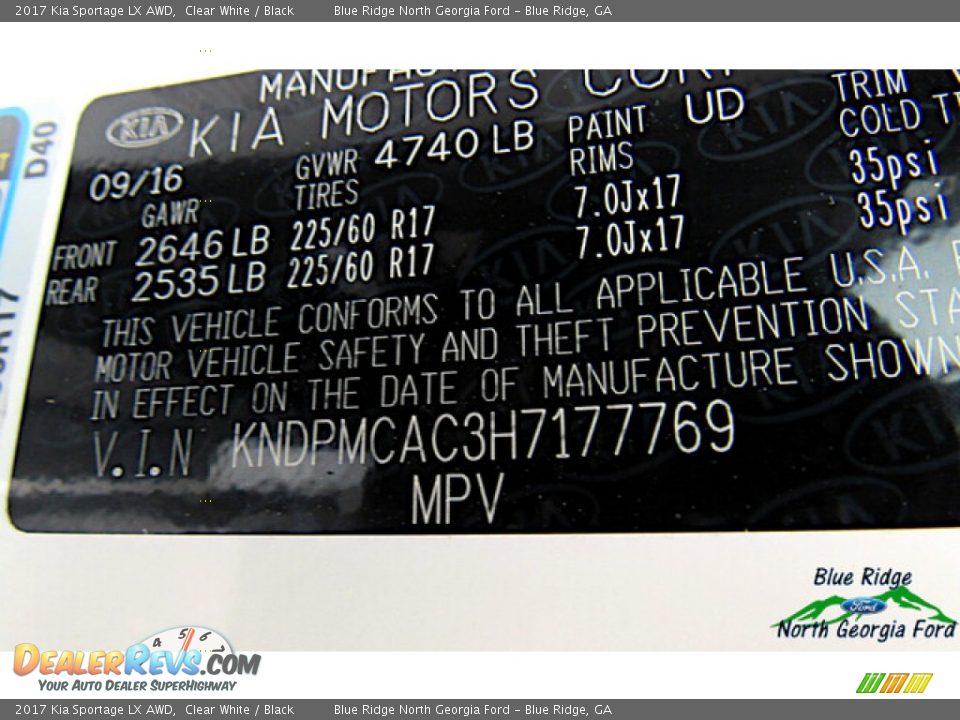 2017 Kia Sportage LX AWD, Clear White / Black Blue Ridge North Georgia Ford - Blue Ridge, GA
KIA
KIA MOTORS
PAINT UD
TRIM
09/16
GVWR 4740 LB
RIMS
COLD
GAWR
TIRES
FRONT 2646 LB 225/60 R17 7.0Jx17 35psi
REAR 2535 LB 225/60 R17 7.0Jx17 35psi
THIS VEHICLE CONFORMS TO ALL APPLICABLE U.S.A.
MOTOR VEHICLE SAFETY AND THEFT PREVENTION
IN EFFECT ON THE DATE OF MANUFACTURE SHOWN
V.I.N KNDPMCAC3H7177769
MPV
D40
Blue Ridge
Ford
North Georgia Ford
4 5 6 7
DealerRevs.com
Your Auto Dealer SuperHighway
2017 Kia Sportage LX AWD, Clear White / Black Blue Ridge North Georgia Ford - Blue Ridge, GA